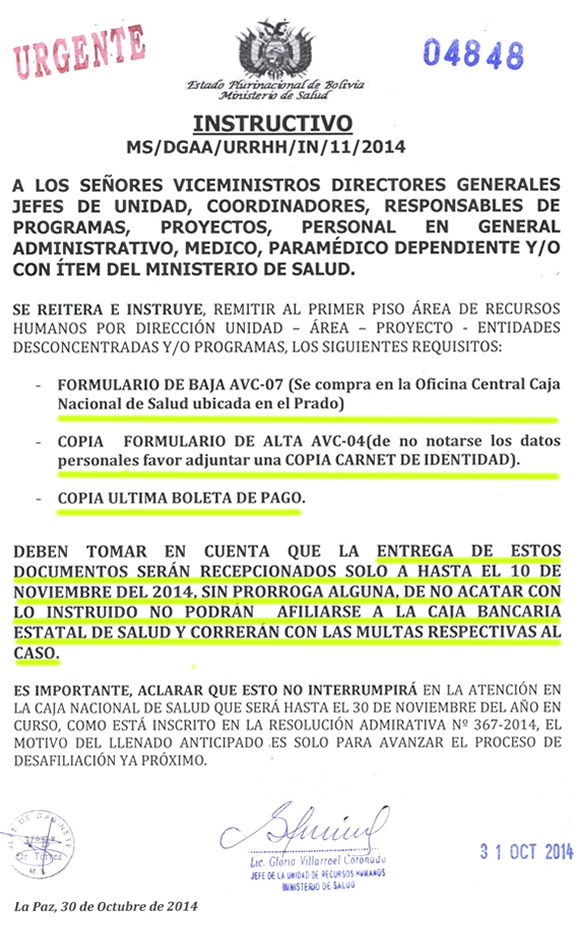 URGENTE
04848
Estado Plurinacional de Bolivia
Ministerio de Salud
INSTRUCTIVO
MS/DGAA/URRHH/IN/11/2014
A LOS SEÑORES VICEMINISTROS DIRECTORES GENERALES
JEFES DE UNIDAD, COORDINADORES, RESPONSABLES DE
PROGRAMAS, PROYECTOS, PERSONAL EN GENERAL
ADMINISTRATIVO, MEDICO, PARAMÉDICO DEPENDIENTE Y/O
CON ÍTEM DEL MINISTERIO DE SALUD.
SE REITERA E INSTRUYE, REMITIR AL PRIMER PISO ÁREA DE RECURSOS
HUMANOS POR DIRECCIÓN UNIDAD – ÁREA – PROYECTO - ENTIDADES
DESCONCENTRADAS Y/O PROGRAMAS, LOS SIGUIENTES REQUISITOS:
- FORMULARIO DE BAJA AVC-07 (Se compra en la Oficina Central Caja
Nacional de Salud ubicada en el Prado)
- COPIA FORMULARIO DE ALTA AVC-04(de no notarse los datos
personales favor adjuntar una COPIA CARNET DE IDENTIDAD).
- COPIA ULTIMA BOLETA DE PAGO.
DEBEN TOMAR EN CUENTA QUE LA ENTREGA DE ESTOS
DOCUMENTOS SERÁN RECEPCIONADOS SOLO A HASTA EL 10 DE
NOVIEMBRE DEL 2014, SIN PRORROGA ALGUNA, DE NO ACATAR CON
LO INSTRUIDO NO PODRÁN AFILIARSE A LA CAJA BANCARIA
ESTATAL DE SALUD Y CORRERÁN CON LAS MULTAS RESPECTIVAS AL
CASO.
ES IMPORTANTE, ACLARAR QUE ESTO NO INTERRUMPIRÁ EN LA ATENCIÓN EN
LA CAJA NACIONAL DE SALUD QUE SERÁ HASTA EL 30 DE NOVIEMBRE DEL AÑO EN
CURSO, COMO ESTÁ INSCRITO EN LA RESOLUCIÓN ADMIRATIVA Nº 367-2014, EL
MOTIVO DEL LLENADO ANTICIPADO ES SOLO PARA AVANZAR EL PROCESO DE
DESAFILIACIÓN YA PRÓXIMO.
JEFE DE GABINETE
Dr Torrez
M S
Lic. Gloria Villarroel Coronado
JEFE DE LA UNIDAD DE RECURSOS HUMANOS
MINISTERIO DE SALUD
31 OCT 2014
La Paz, 30 de Octubre de 2014